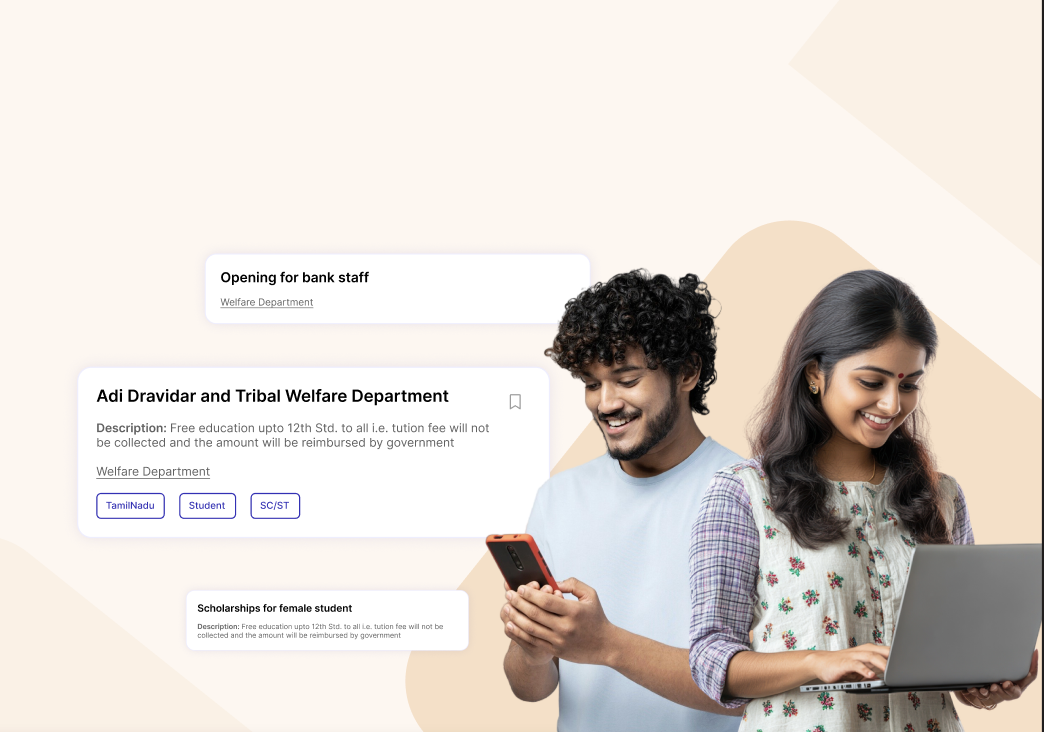 Opening for bank staff
Welfare Department
Adi Dravidar and Tribal Welfare Department
Description: Free education upto 12th Std. to all i.e. tution fee will not
be collected and the amount will be reimbursed by government
Welfare Department
TamilNadu
Student
SC/ST
Scholarships for female student
Description: Free education upto 12th Std. to all i.e. tution fee will not be
collected and the amount will be reimbursed by government